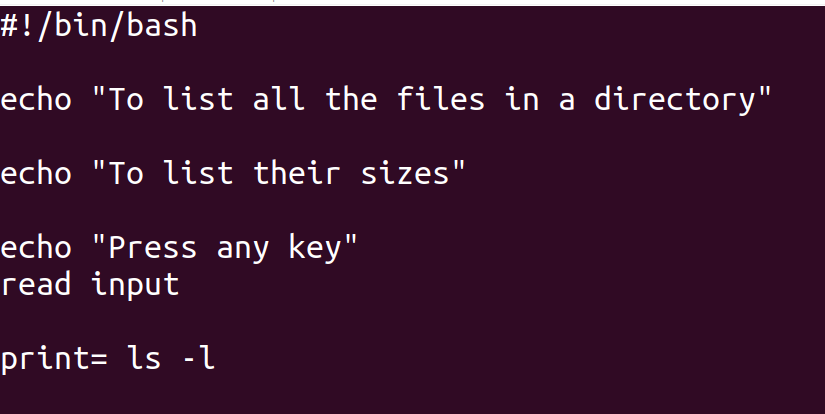 #!/bin/bash
echo "To list all the files in a directory"
echo "To list their sizes"
echo "Press any key"
read input
print= ls -l